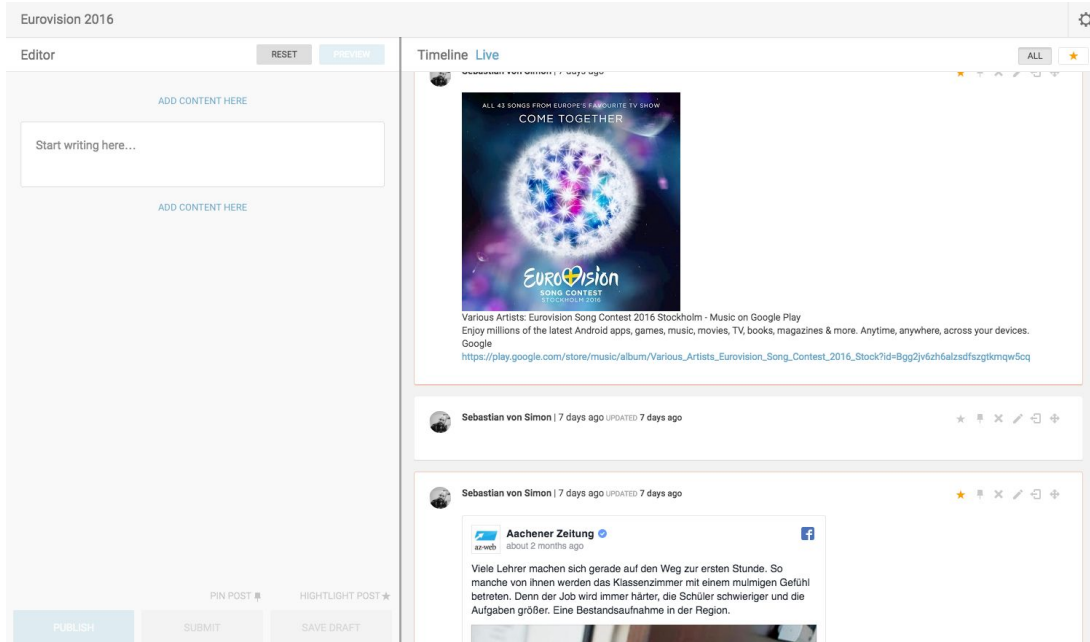 Eurovision 2016
Editor
RESET
PREVIEW
ADD CONTENT HERE
Start writing here...
ADD CONTENT HERE
PIN POST
HIGHTLIGHT POST
PUBLISH
SUBMIT
SAVE DRAFT
Timeline Live
ALL
Sebastian von Simon | 7 days ago
ALL 43 SONGS FROM EUROPE'S FAVOURITE TV SHOW
COME TOGETHER
EUROVISION
SONG CONTEST
STOCKHOLM 2016
Various Artists: Eurovision Song Contest 2016 Stockholm - Music on Google Play
Enjoy millions of the latest Android apps, games, music, movies, TV, books, magazines & more. Anytime, anywhere, across your devices.
Google
https://play.google.com/store/music/album/Various_Artists_Eurovision_Song_Contest_2016_Stock?id=Bgg2jv6zh6alzsdfszgtkmqw5cq
Sebastian von Simon | 7 days ago UPDATED 7 days ago
Sebastian von Simon | 7 days ago UPDATED 7 days ago
az-web
Aachener Zeitung
about 2 months ago
Viele Lehrer machen sich gerade auf den Weg zur ersten Stunde. So
manche von ihnen werden das Klassenzimmer mit einem mulmigen Gefühl
betreten. Denn der Job wird immer härter, die Schüler schwieriger und die
Aufgaben größer. Eine Bestandsaufnahme in der Region.